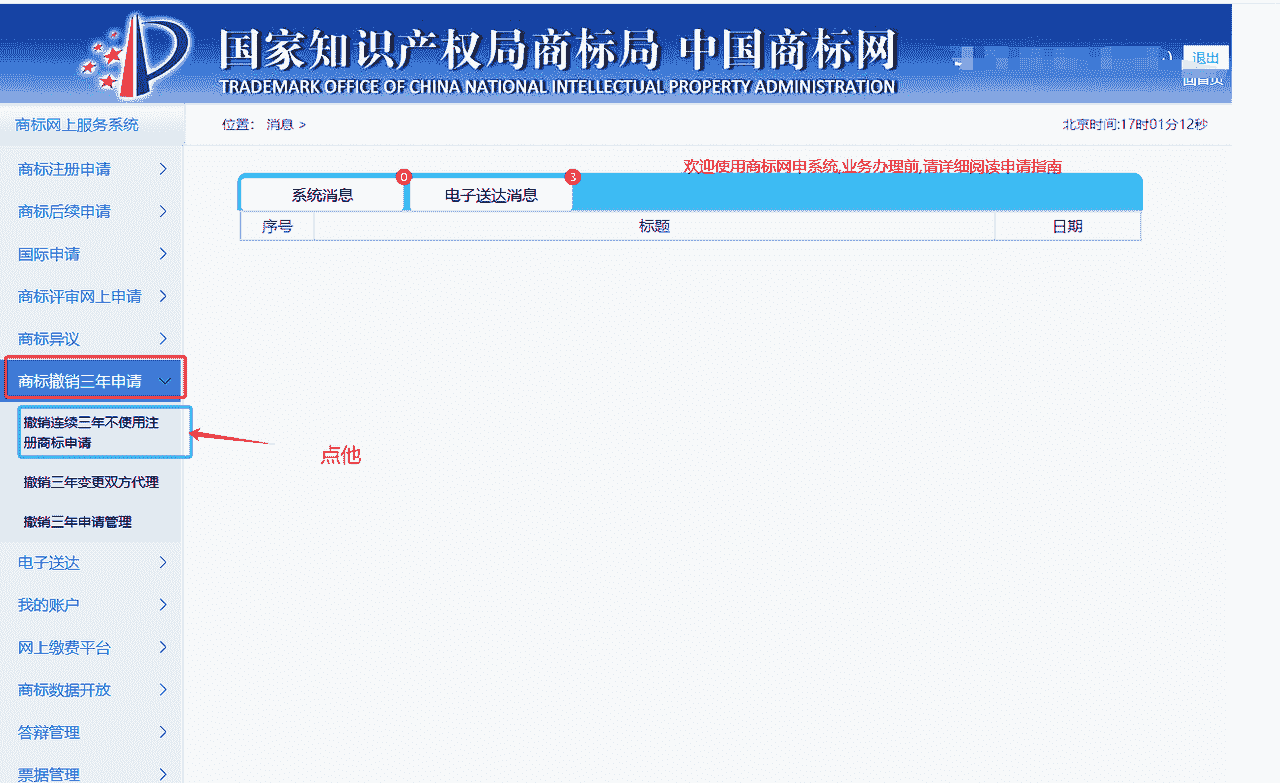 国家知识产权局商标局 中国商标网
TRADEMARK OFFICE OF CHINA NATIONAL INTELLECTUAL PROPERTY ADMINISTRATION
退出
回首页
商标网上服务系统
位置： 消息 >
北京时间:17时01分12秒
欢迎使用商标网申系统,业务办理前,请详细阅读申请指南
系统消息 0
电子送达消息 3
序号 标题 日期
商标注册申请
商标后续申请
国际申请
商标评审网上申请
商标异议
商标撤销三年申请
撤销连续三年不使用注
册商标申请
点他
撤销三年变更双方代理
撤销三年申请管理
电子送达
我的账户
网上缴费平台
商标数据开放
答辩管理
票据管理